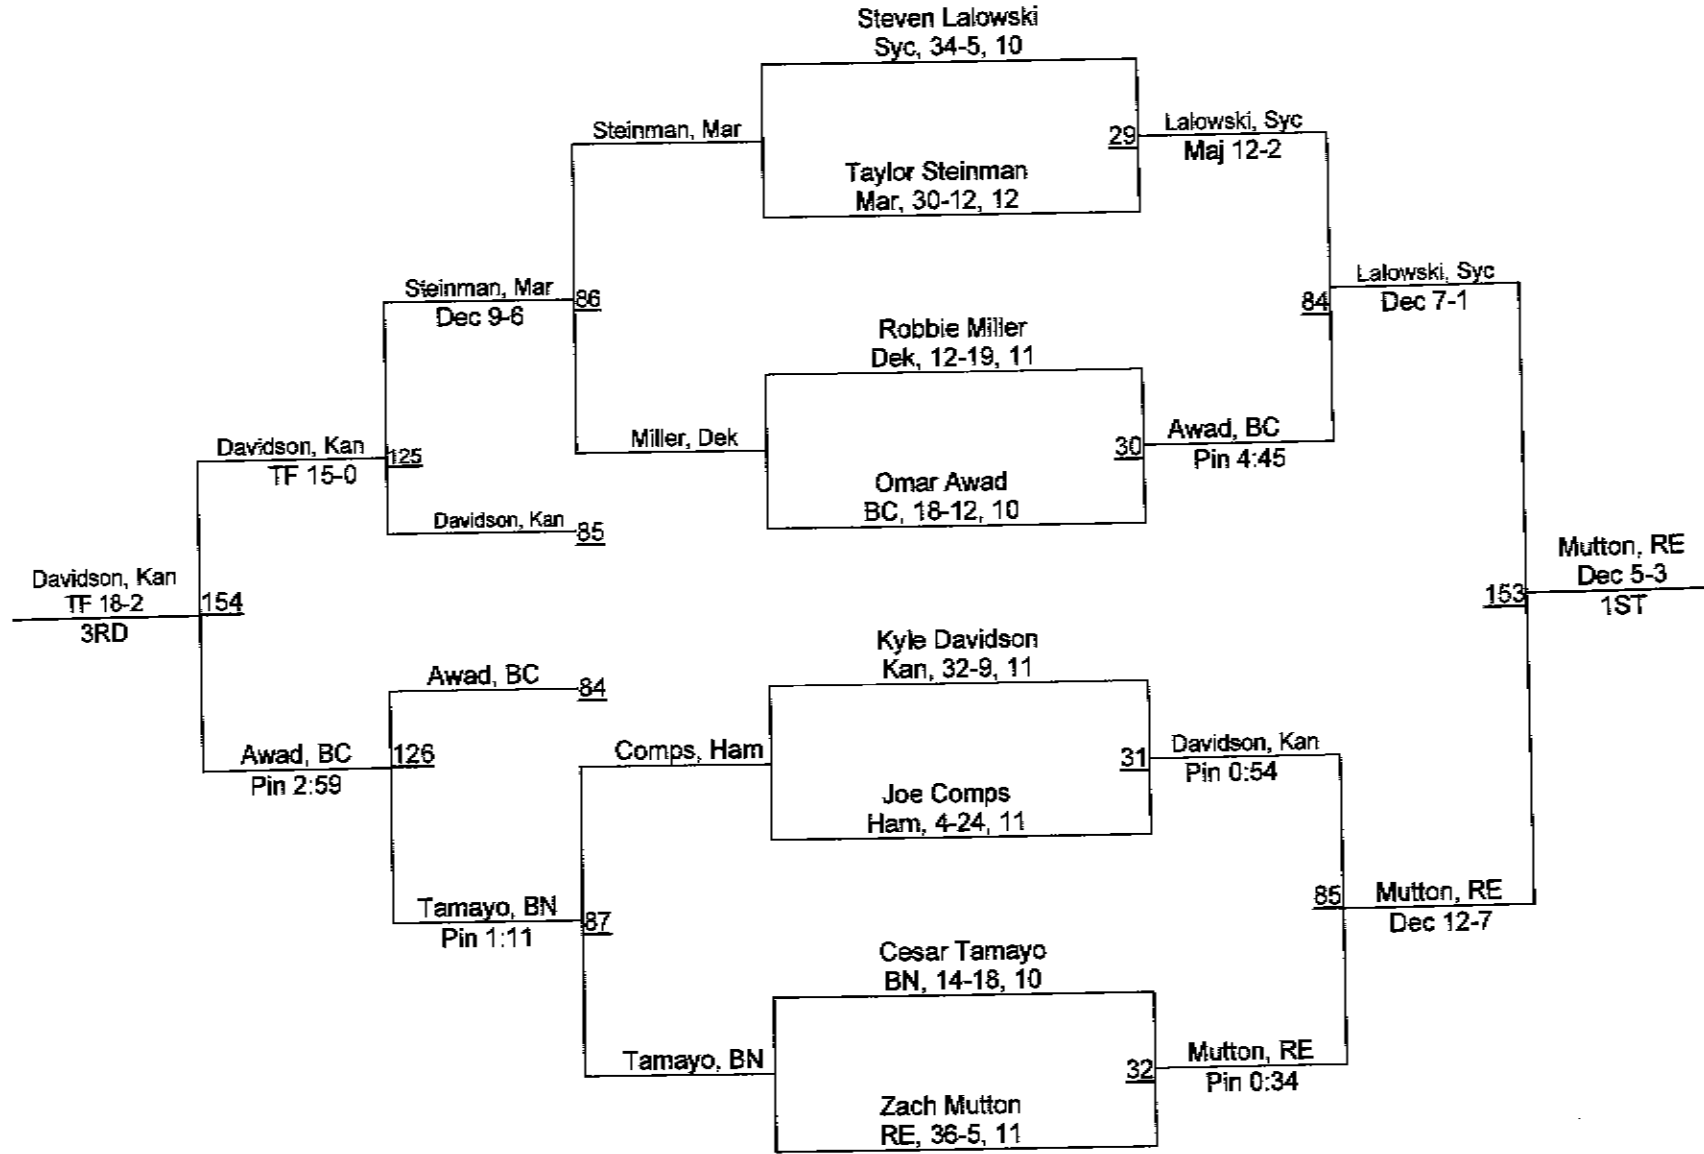 Steven Lalowski
Syc, 34-5, 10
Steinman, Mar
29
Lalowski, Syc
Maj 12-2
Taylor Steinman
Mar, 30-12, 12
Steinman, Mar
Dec 9-6
86
84
Lalowski, Syc
Dec 7-1
Robbie Miller
Dek, 12-19, 11
Davidson, Kan
TF 15-0
125
Miller, Dek
30
Awad, BC
Pin 4:45
Omar Awad
BC, 18-12, 10
Davidson, Kan
85
Davidson, Kan
TF 18-2
3RD
154
153
Mutton, RE
Dec 5-3
1ST
Kyle Davidson
Kan, 32-9, 11
Awad, BC
84
Awad, BC
Pin 2:59
126
Comps, Ham
31
Davidson, Kan
Pin 0:54
Joe Comps
Ham, 4-24, 11
Tamayo, BN
Pin 1:11
87
85
Mutton, RE
Dec 12-7
Cesar Tamayo
BN, 14-18, 10
Tamayo, BN
32
Mutton, RE
Pin 0:34
Zach Mutton
RE, 36-5, 11